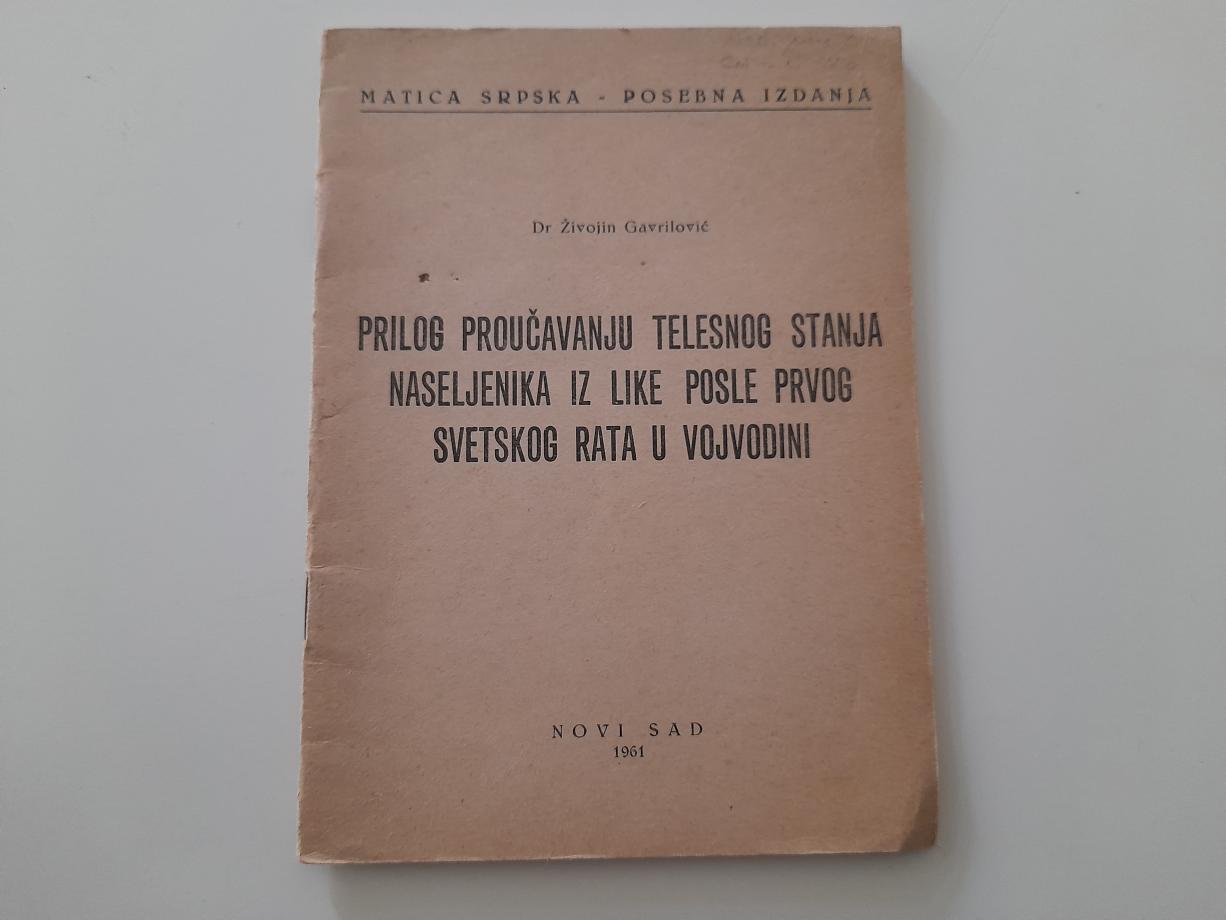 MATICA SRPSKA - POSEBNA IZDANJA
Dr Živojin Gavrilović
PRILOG PROUČAVANJU TELESNOG STANJA
NASELJENIKA IZ LIKE POSLE PRVOG
SVETSKOG RATA U VOJVODINI
NOVI SAD
1961